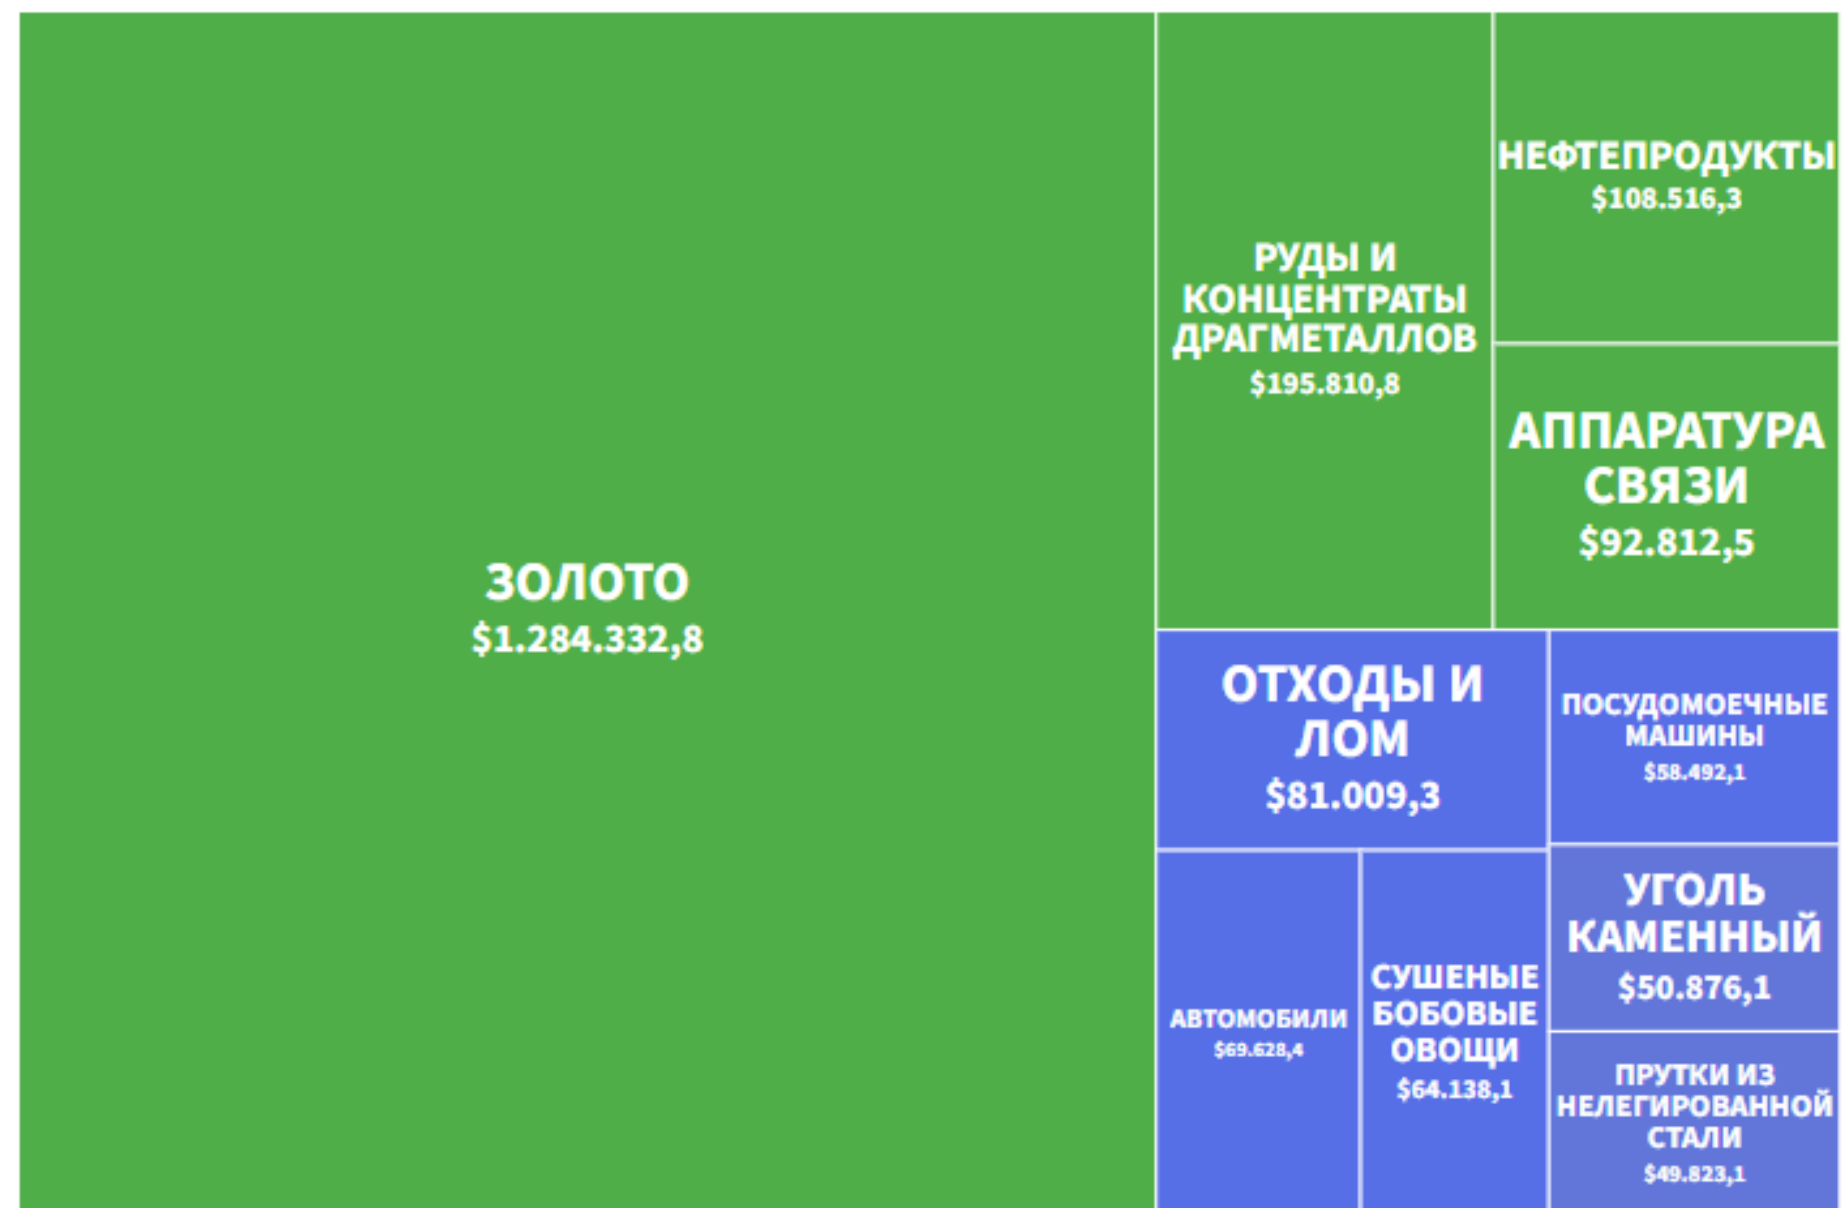 ЗОЛОТО
$1.284.332,8
РУДЫ И
КОНЦЕНТРАТЫ
ДРАГМЕТАЛЛОВ
$195.810,8
НЕФТЕПРОДУКТЫ
$108.516,3
АППАРАТУРА
СВЯЗИ
$92.812,5
ОТХОДЫ И
ЛОМ
$81.009,3
ПОСУДОМОЕЧНЫЕ
МАШИНЫ
$58.492,1
АВТОМОБИЛИ
$69.628,4
СУШЕНЫЕ
БОБОВЫЕ
ОВОЩИ
$64.138,1
УГОЛЬ
КАМЕННЫЙ
$50.876,1
ПРУТКИ ИЗ
НЕЛЕГИРОВАННОЙ
СТАЛИ
$49.823,1